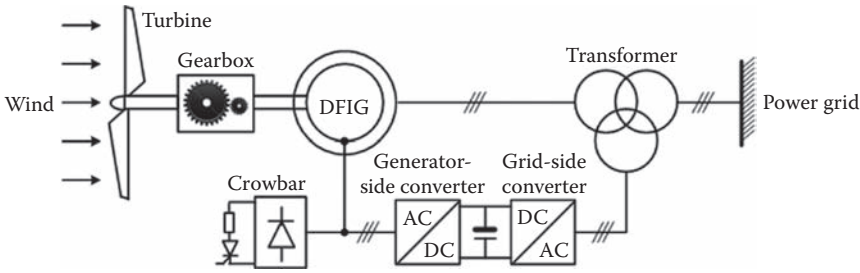 Turbine
Gearbox
Transformer
Wind
DFIG
Power grid
Generator-
side converter
Grid-side
converter
Crowbar
AC
DC
DC
AC